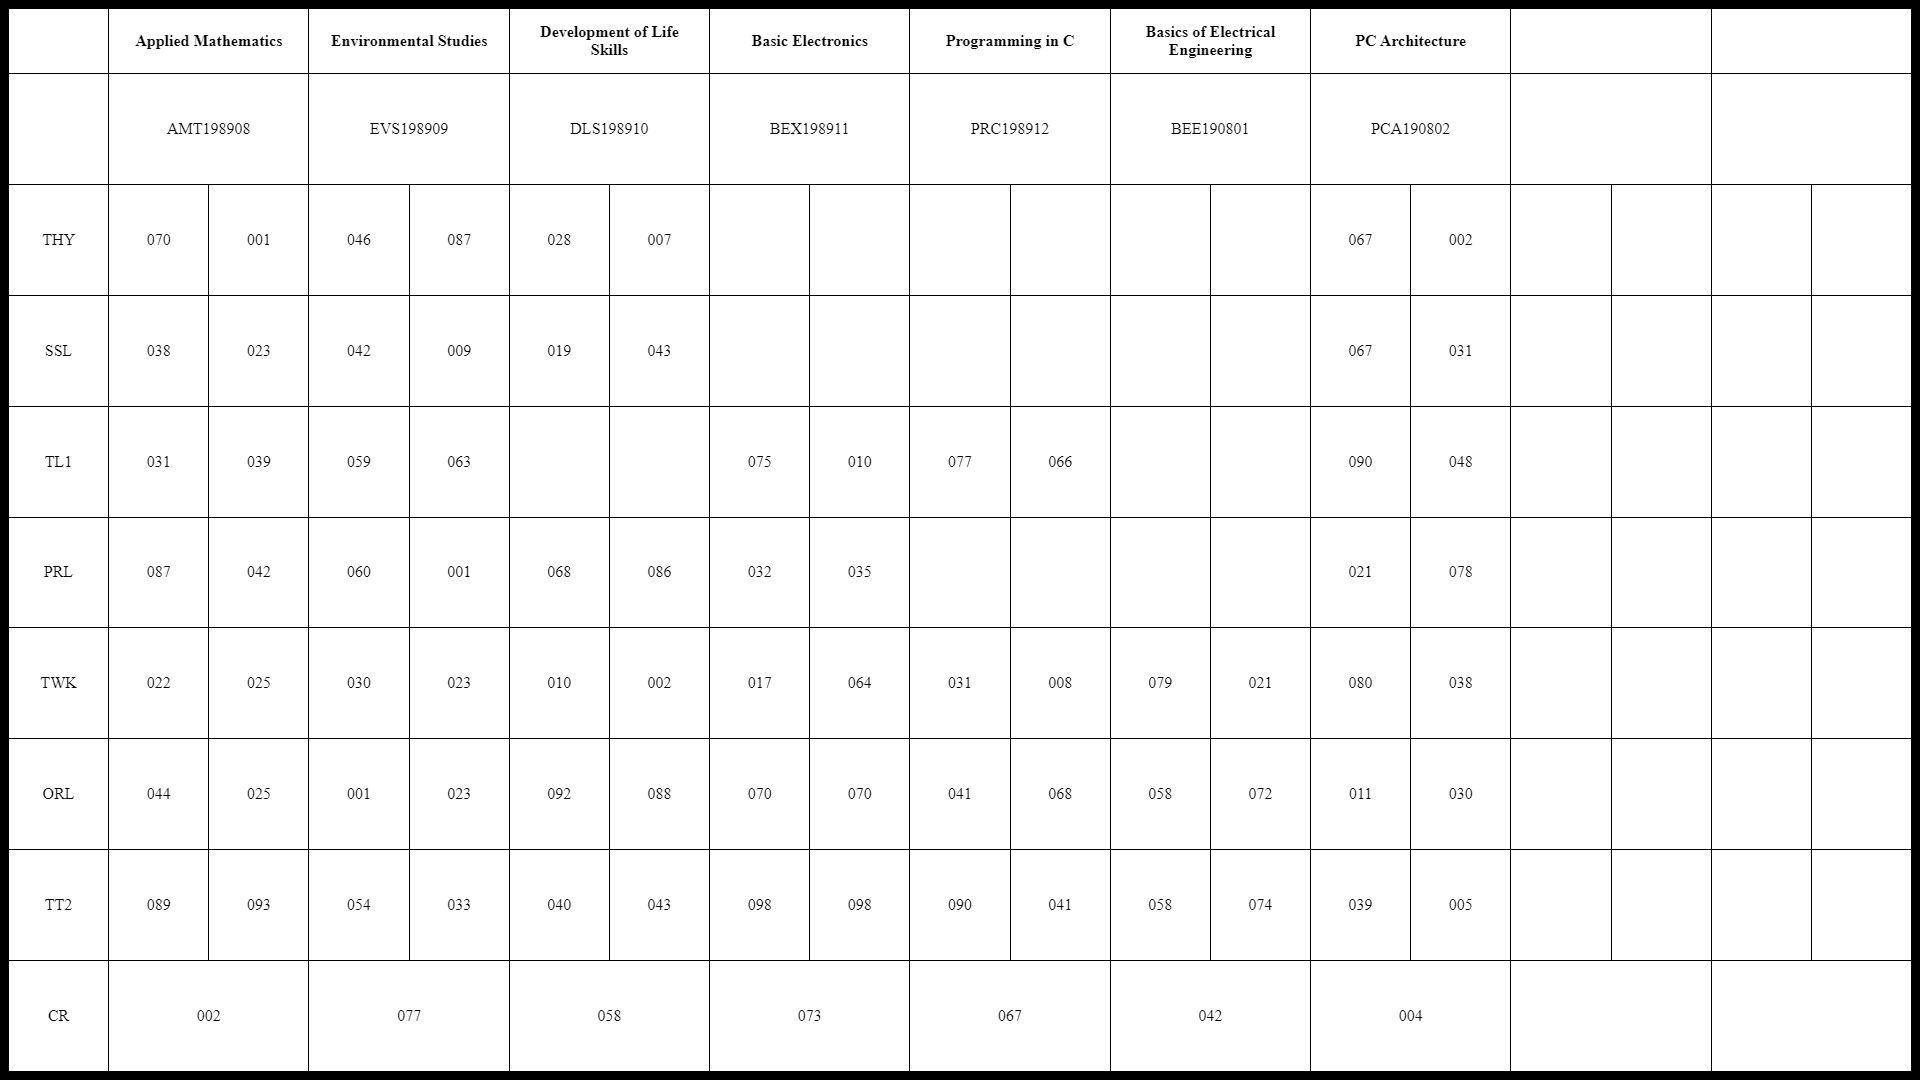 Applied Mathematics Environmental Studies Development of Life Skills Basic Electronics Programming in C Basics of Electrical Engineering PC Architecture
AMT198908 EVS198909 DLS198910 BEX198911 PRC198912 BEE190801 PCA190802
THY 070 001 046 087 028 007 067 002
SSL 038 023 042 009 019 043 067 031
TL1 031 039 059 063 075 010 077 066 090 048
PRL 087 042 060 001 068 086 032 035 021 078
TWK 022 025 030 023 010 002 017 064 031 008 079 021 080 038
ORL 044 025 001 023 092 088 070 070 041 068 058 072 011 030
TT2 089 093 054 033 040 043 098 098 090 041 058 074 039 005
CR 002 077 058 073 067 042 004